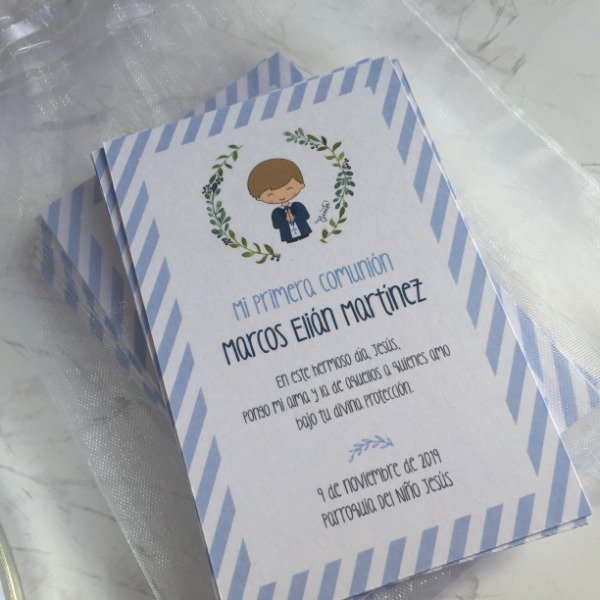 Mi primera comunión
Marcos Elián Martínez
En este hermoso día, Jesús,
pongo mi alma y la de aquellos a quienes amo
bajo tu divina protección.
9 de noviembre de 2019
Parroquia Del Niño Jesús